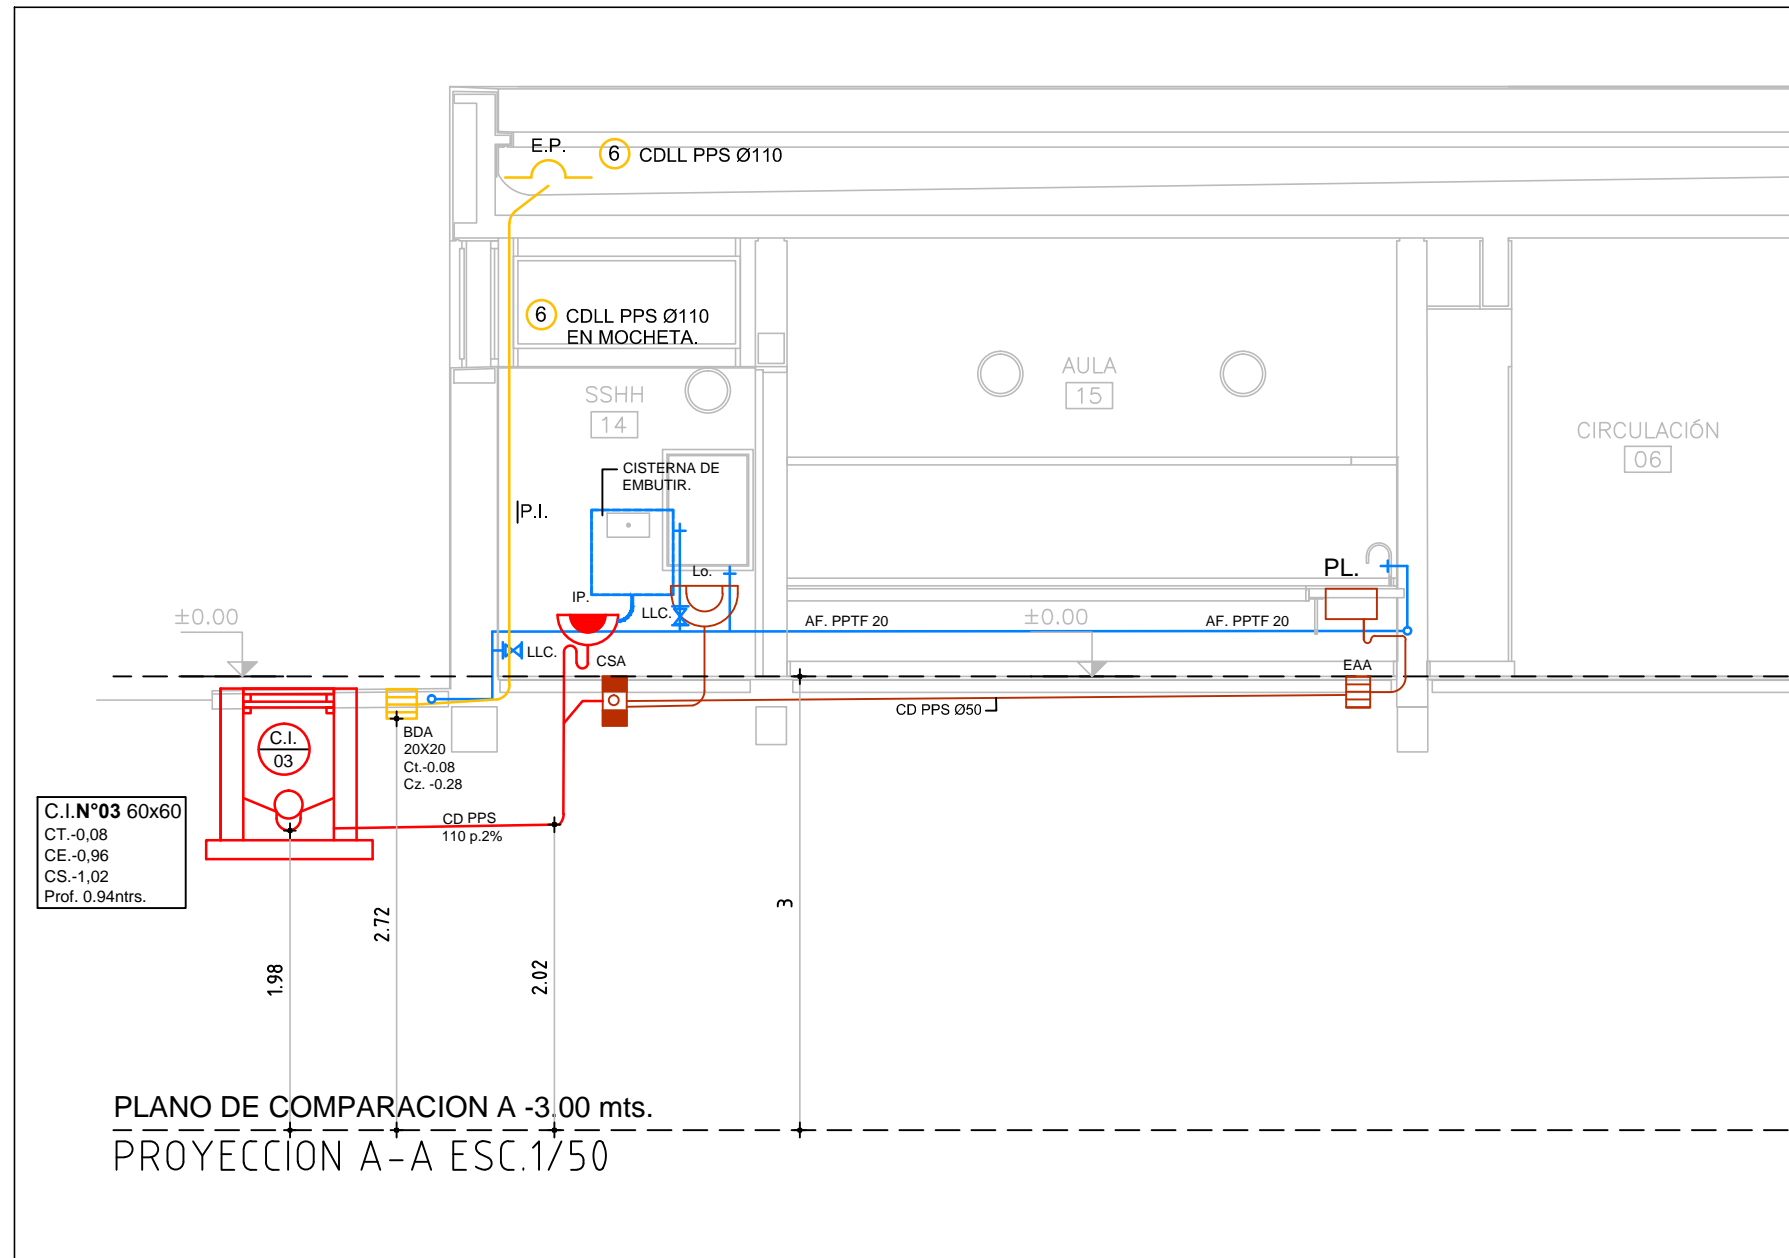 E.P.
6 CDLL PPS Ø110
6 CDLL PPS Ø110
EN MOCHETA.
SSHH
14
AULA
15
CIRCULACIÓN
06
CISTERNA DE
EMBUTIR.
P.I.
Lo.
IP.
LLC.
PL.
±0.00
±0.00
AF. PPTF 20
AF. PPTF 20
LLC.
CSA
EAA
CD PPS Ø50
C.I.
03
BDA
20X20
Ct.-0.08
Cz. -0.28
C.I.N°03 60x60
CT.-0,08
CE.-0,96
CS.-1,02
Prof. 0.94ntrs.
CD PPS
110 p.2%
1.98
2.72
2.02
3
PLANO DE COMPARACION A -3.00 mts.
PROYECCION A-A ESC.1/50